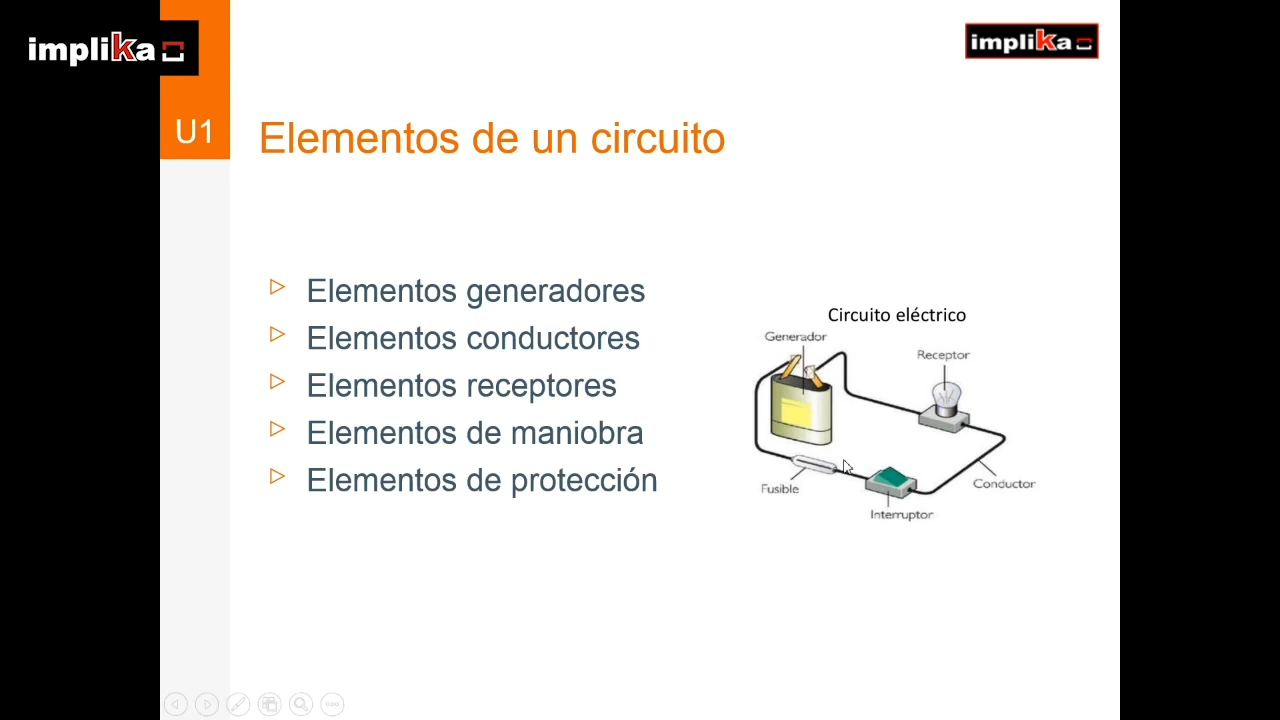 implika
implika
U1
Elementos de un circuito
Elementos generadores
Elementos conductores
Elementos receptores
Elementos de maniobra
Elementos de protección
Circuito eléctrico
Generador
Receptor
Fusible
Conductor
Interruptor